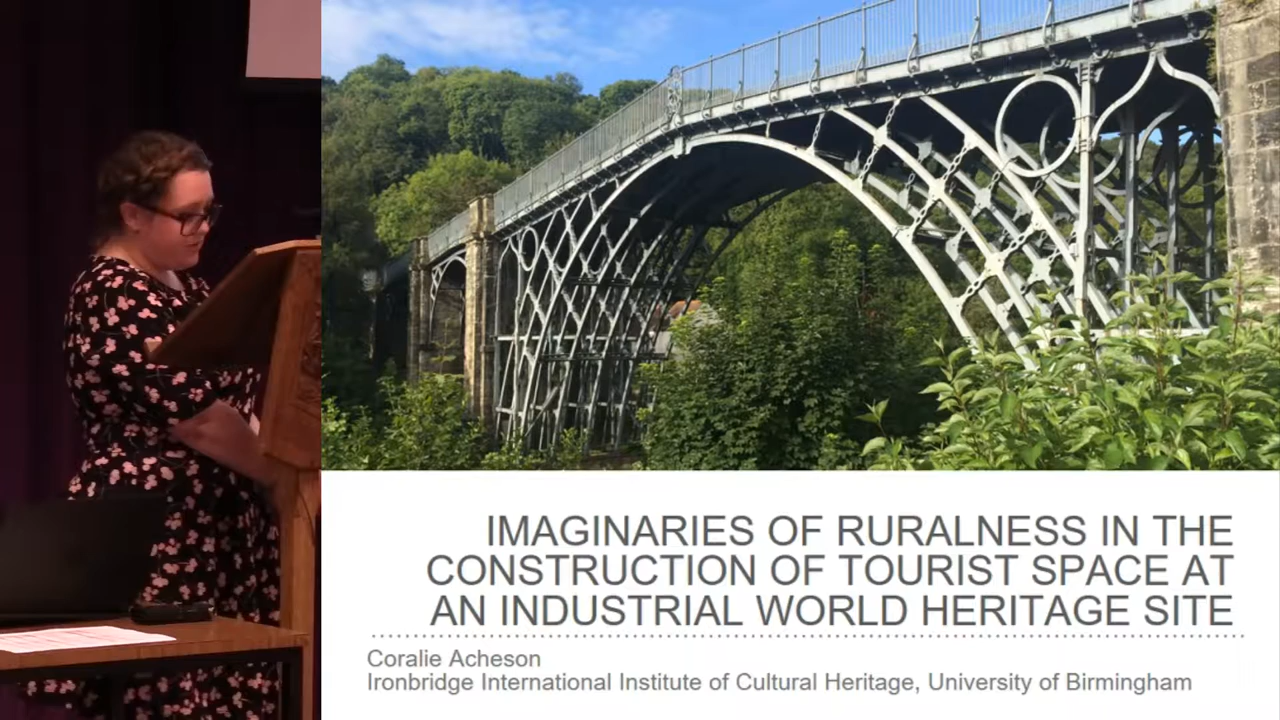 IMAGINARIES OF RURALNESS IN THE
CONSTRUCTION OF TOURIST SPACE AT
AN INDUSTRIAL WORLD HERITAGE SITE
Coralie Acheson
Ironbridge International Institute of Cultural Heritage, University of Birmingham